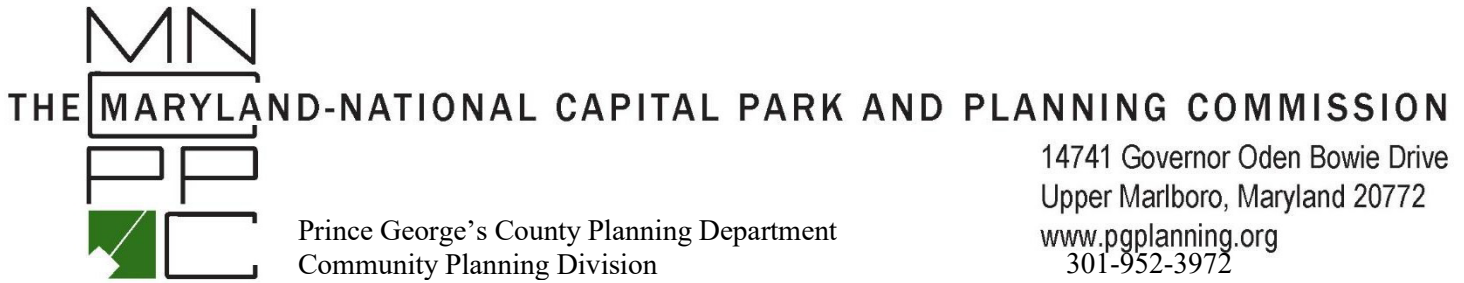 MN
THE MARYLAND-NATIONAL CAPITAL PARK AND PLANNING COMMISSION
PP
C
14741 Governor Oden Bowie Drive
Upper Marlboro, Maryland 20772
www.pgplanning.org
301-952-3972
Prince George’s County Planning Department
Community Planning Division